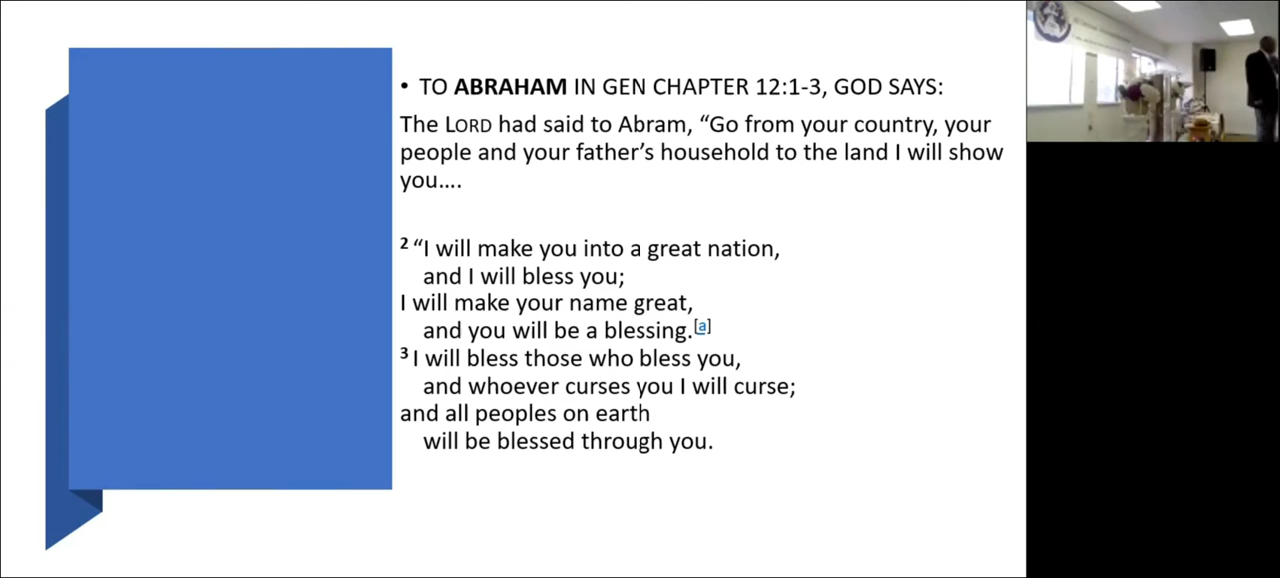 • TO ABRAHAM IN GEN CHAPTER 12:1-3, GOD SAYS:
The LORD had said to Abram, “Go from your country, your
people and your father’s household to the land I will show
you….
2 “I will make you into a great nation,
and I will bless you;
I will make your name great,
and you will be a blessing.[a]
3 I will bless those who bless you,
and whoever curses you I will curse;
and all peoples on earth
will be blessed through you.